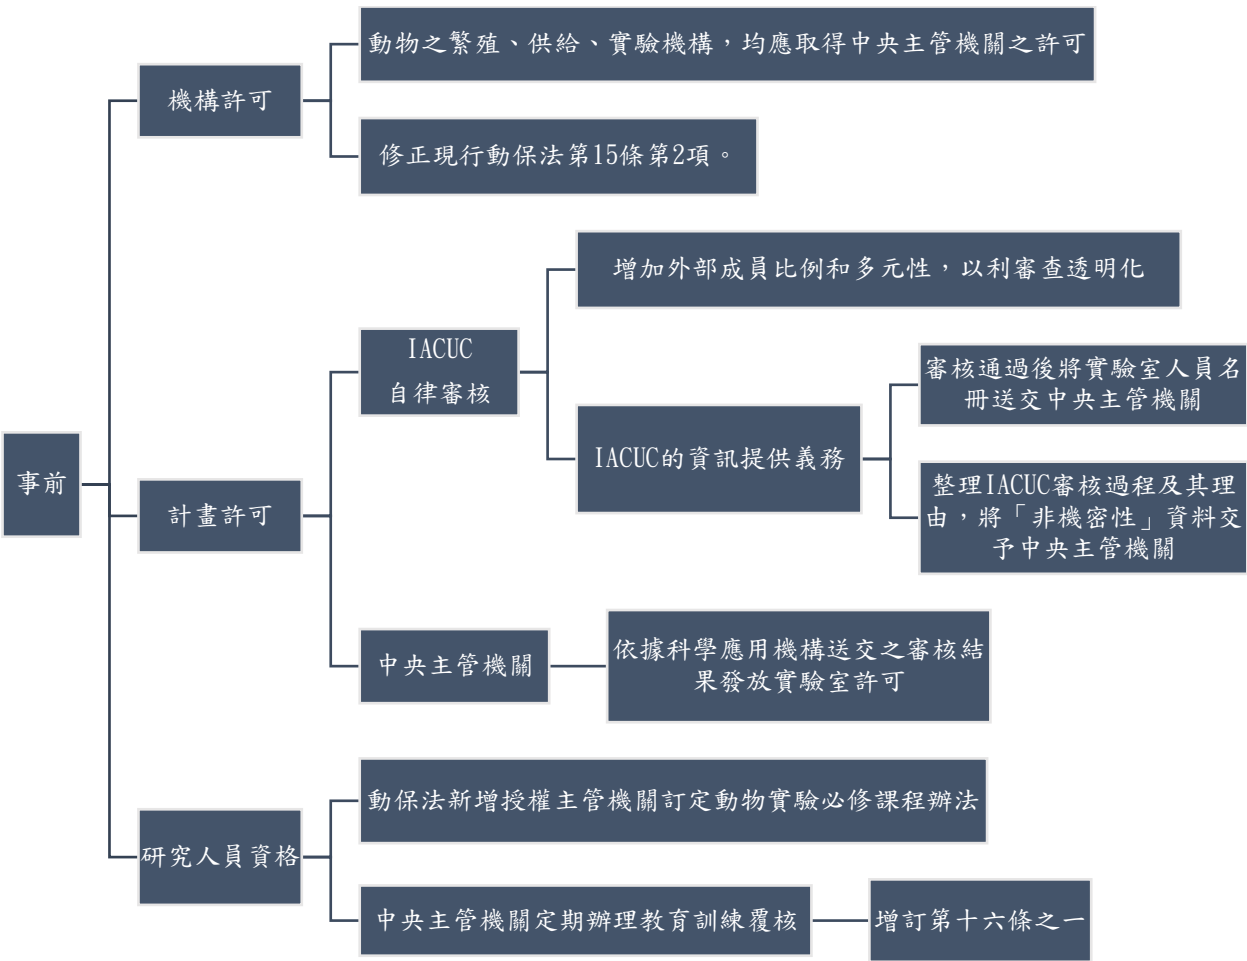 事前
機構許可
動物之繁殖、供給、實驗機構，均應取得中央主管機關之許可
修正現行動保法第15條第2項。
計畫許可
IACUC
自律審核
增加外部成員比例和多元性，以利審查透明化
IACUC的資訊提供義務
審核通過後將實驗室人員名
冊送交中央主管機關
整理IACUC審核過程及其理
由，將「非機密性」資料交
予中央主管機關
中央主管機關
依據科學應用機構送交之審核結
果發放實驗室許可
研究人員資格
動保法新增授權主管機關訂定動物實驗必修課程辦法
中央主管機關定期辦理教育訓練覆核
增訂第十六條之一